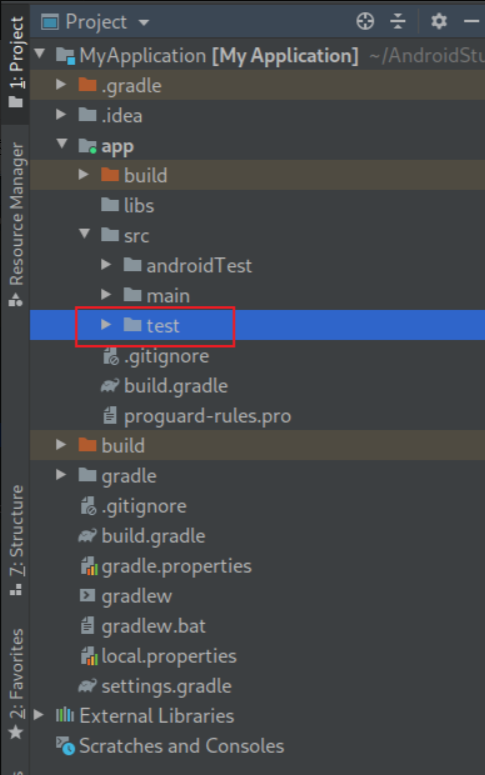 1: Project
Resource Manager
7: Structure
2: Favorites
Project
MyApplication [My Application] ~/AndroidStu
.gradle
.idea
app
build
libs
src
androidTest
main
test
.gitignore
build.gradle
proguard-rules.pro
build
gradle
.gitignore
build.gradle
gradle.properties
gradlew
gradlew.bat
local.properties
settings.gradle
External Libraries
Scratches and Consoles